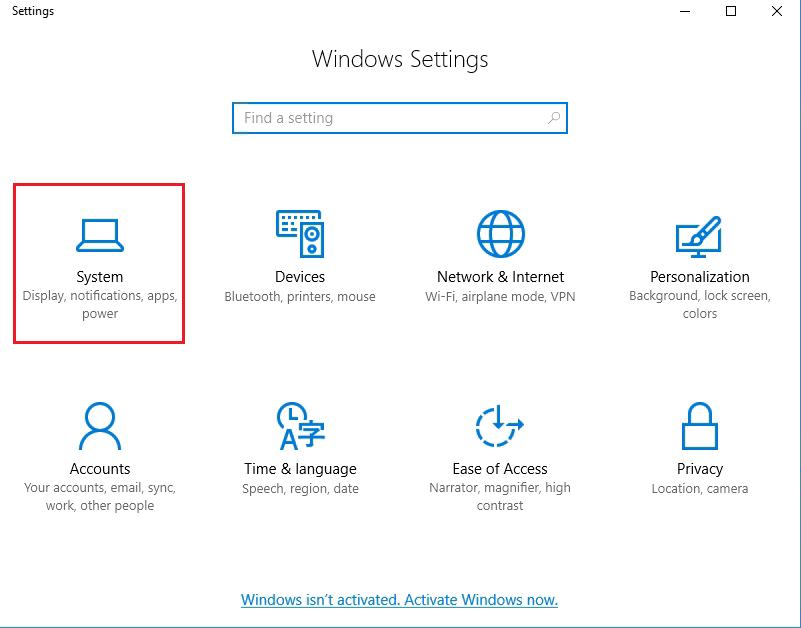 Settings
Windows Settings
Find a setting
System
Display, notifications, apps,
power
Devices
Bluetooth, printers, mouse
Network & Internet
Wi-Fi, airplane mode, VPN
Personalization
Background, lock screen,
colors
Accounts
Your accounts, email, sync,
work, other people
Time & language
Speech, region, date
Ease of Access
Narrator, magnifier, high
contrast
Privacy
Location, camera
Windows isn't activated. Activate Windows now.